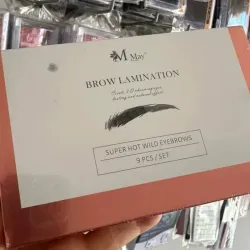 M May
BROW LAMINATION
SUPER HOT WILD EYEBROWS
9 PCS / SET